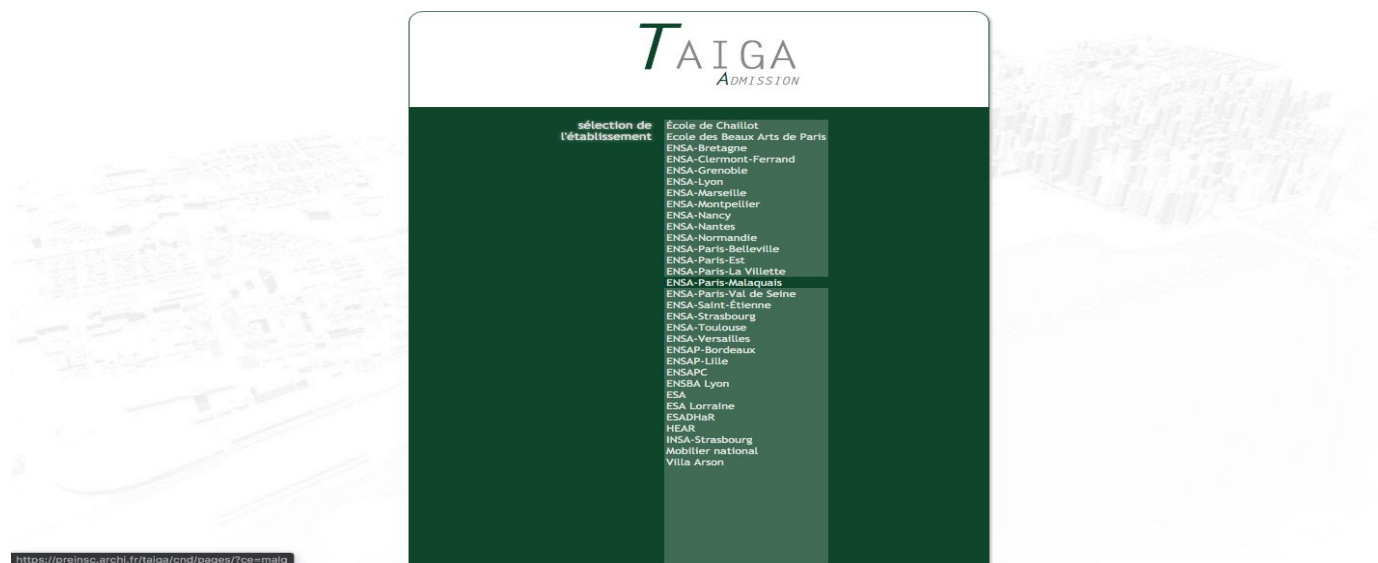 TAIGA
ADMISSION
sélection de
l'établissement
École de Chaillot
Ecole des Beaux Arts de Paris
ENSA-Bretagne
ENSA-Clermont-Ferrand
ENSA-Grenoble
ENSA-Lyon
ENSA-Marseille
ENSA-Montpellier
ENSA-Nancy
ENSA-Nantes
ENSA-Normandie
ENSA-Paris-Belleville
ENSA-Paris-Est
ENSA-Paris-La Villette
ENSA-Paris-Malaquais
ENSA-Paris-Val de Seine
ENSA-Saint-Étienne
ENSA-Strasbourg
ENSA-Toulouse
ENSA-Versailles
ENSAP-Bordeaux
ENSAP-Lille
ENSAPC
ENSBA Lyon
ESA
ESA Lorraine
ESADHaR
HEAR
INSA-Strasbourg
Mobilier national
Villa Arson
https://preinsc.archi.fr/taiga/cnd/pages/?ce=malq